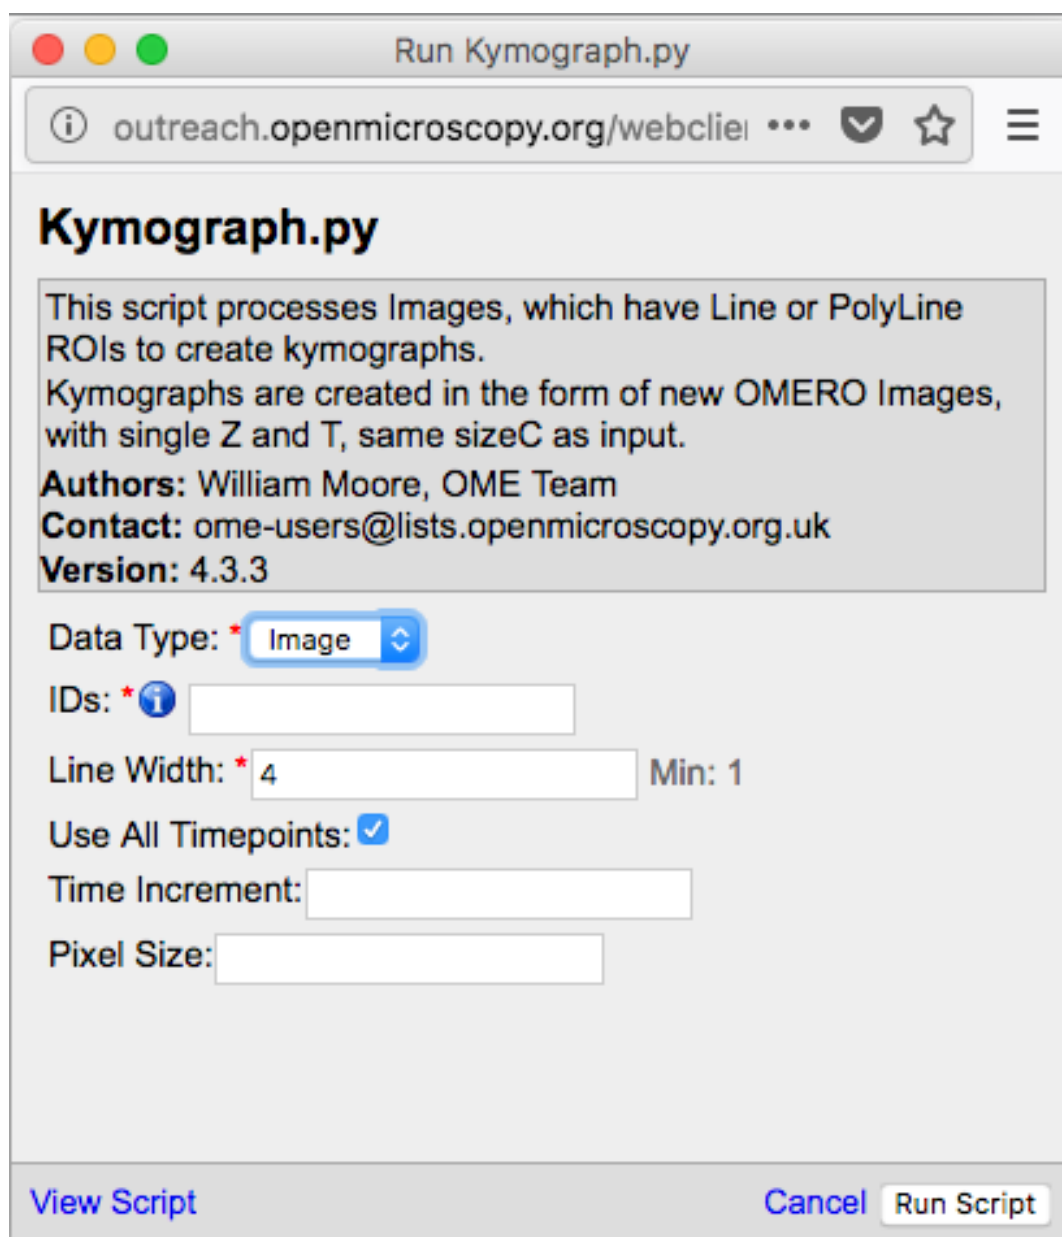 Run Kymograph.py
outreach.openmicroscopy.org/webclie
Kymograph.py
This script processes Images, which have Line or PolyLine
ROIs to create kymographs.
Kymographs are created in the form of new OMERO Images,
with single Z and T, same sizeC as input.
Authors: William Moore, OME Team
Contact: ome-users@lists.openmicroscopy.org.uk
Version: 4.3.3
Data Type: * Image
IDs: *
Line Width: * 4 Min: 1
Use All Timepoints:
Time Increment:
Pixel Size:
View Script Cancel Run Script